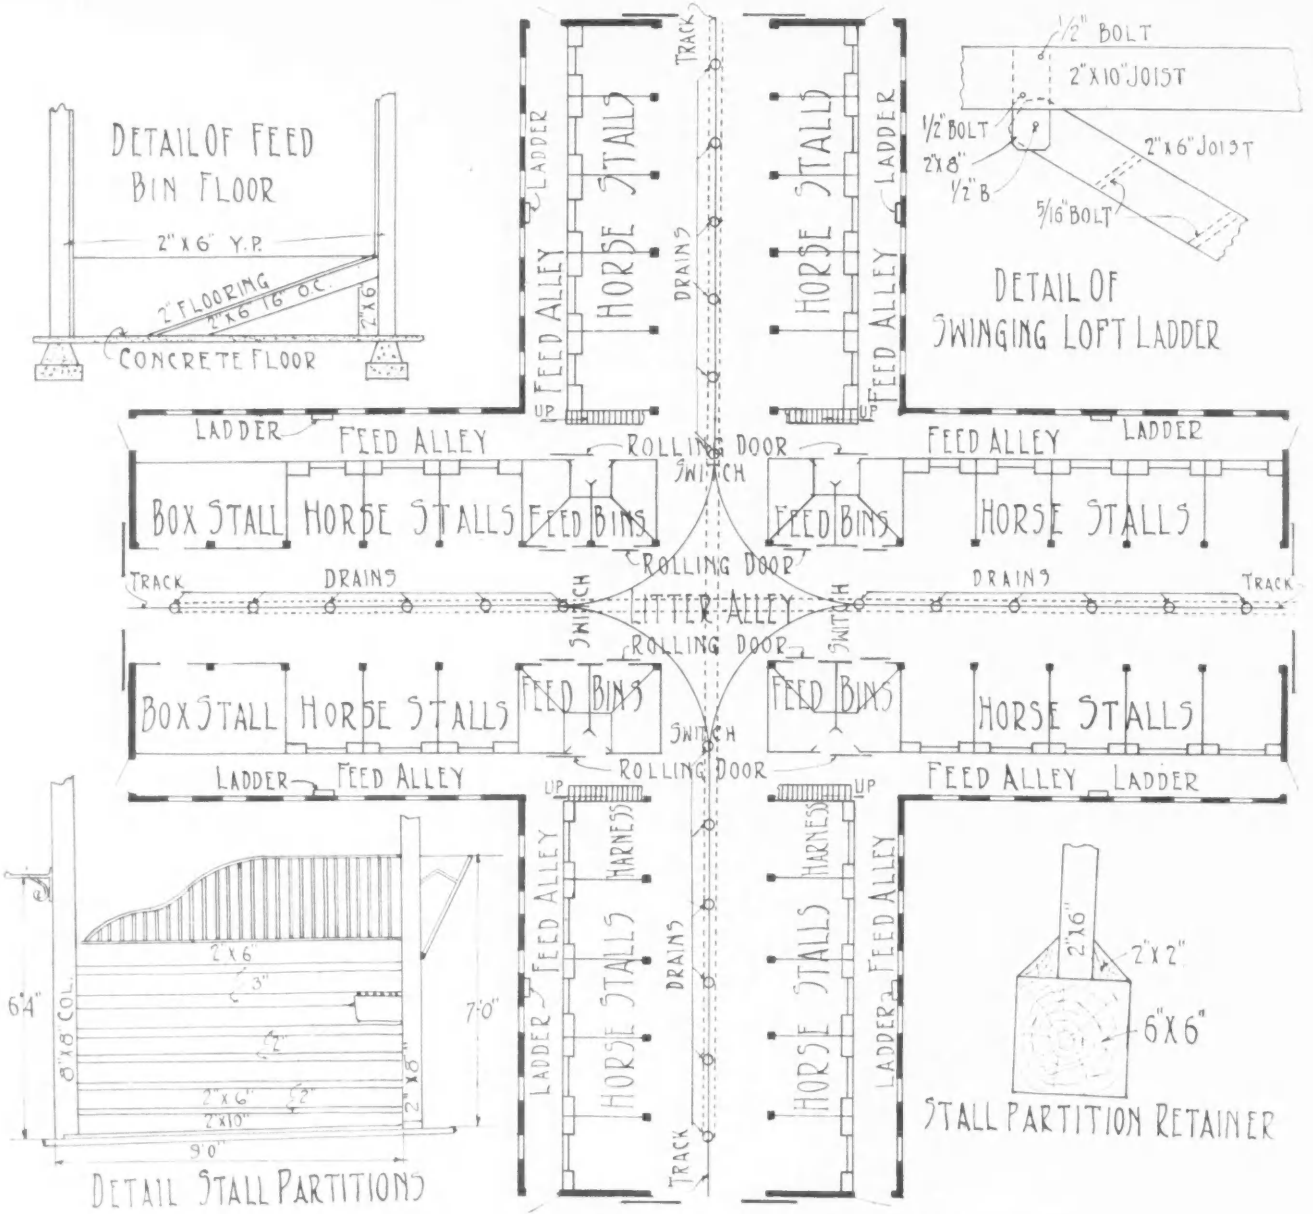 DETAIL OF FEED
BIN FLOOR
2" X 6" Y.P.
2" FLOORING
2"X6" 16" O.C.
2"X6"
CONCRETE FLOOR
LADDER
FEED ALLEY
HORSE STALLS
TRACK
DRAINS
HORSE STALLS
LADDER
FEED ALLEY
UP
UP
1/2" BOLT
2"X10" JOIST
1/2" BOLT
2"X8"
1/2" B
2"X6" JOIST
5/16" BOLT
DETAIL OF
SWINGING LOFT LADDER
LADDER
FEED ALLEY
ROLLING DOOR
SWITCH
FEED ALLEY
LADDER
BOX STALL
HORSE STALLS
FEED BINS
FEED BINS
HORSE STALLS
ROLLING DOOR
TRACK
DRAINS
SWITCH
LITTER ALLEY
SWITCH
DRAINS
TRACK
ROLLING DOOR
BOX STALL
HORSE STALLS
FEED BINS
SWITCH
FEED BINS
HORSE STALLS
LADDER
FEED ALLEY
ROLLING DOOR
FEED ALLEY
LADDER
UP
UP
HARNESS
HARNESS
FEED ALLEY
LADDER
HORSE STALLS
DRAINS
TRACK
HORSE STALLS
FEED ALLEY
LADDER
6'4"
8"X8" COL.
2"X6"
3"
2"
2"X6"
2"
2"X10"
2"X8"
7'-0"
9'0"
DETAIL STALL PARTITIONS
2"X6"
2"X2"
6"X6"
STALL PARTITION RETAINER